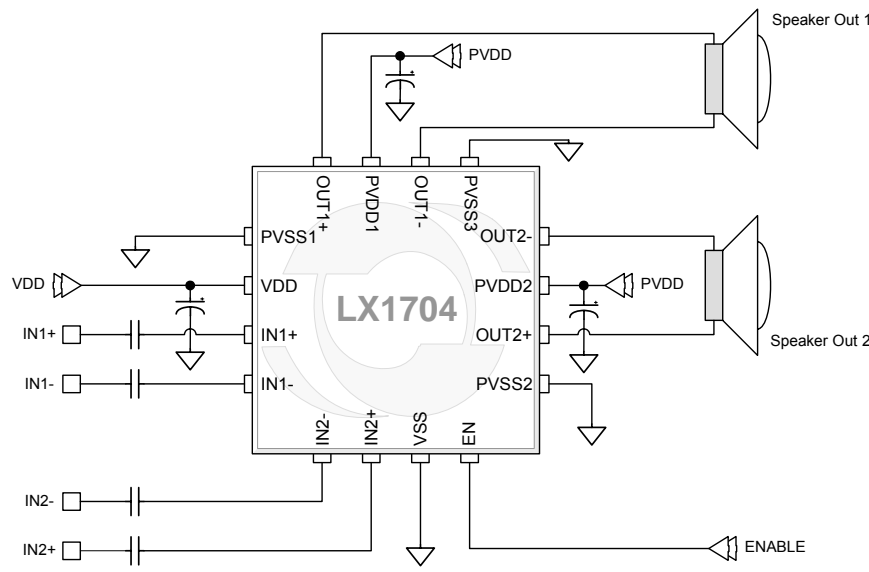 Speaker Out 1
PVDD
OUT1+
PVDD1
OUT1-
PVSS3
PVSS1
OUT2-
VDD
VDD
PVDD2
PVDD
LX1704
IN1+
IN1+
OUT2+
Speaker Out 2
IN1-
IN1-
PVSS2
IN2-
IN2+
VSS
EN
IN2-
IN2+
ENABLE